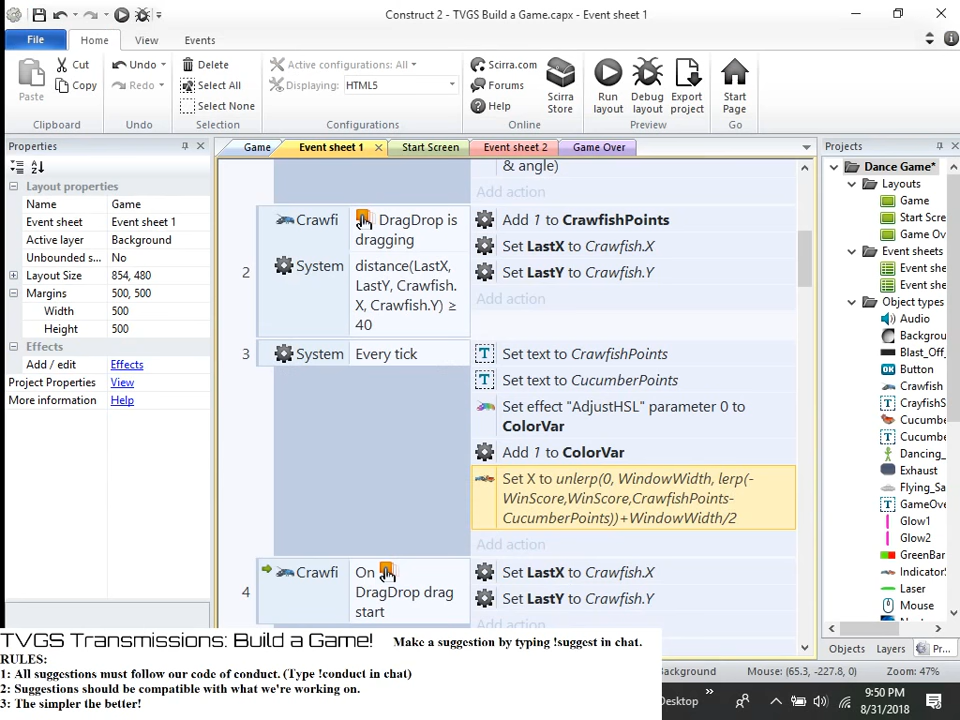 Construct 2 - TVGS Build a Game.capx - Event sheet 1
File Home View Events
Paste Cut Copy
Clipboard
Undo Redo
Undo
Delete
Select All
Select None
Selection
Active configurations: All
Displaying: HTML5
Configurations
Scirra.com
Forums
Help
Scirra Store
Online
Run layout
Debug layout
Export project
Preview
Start Page
Go
Properties
Layout properties
Name Game
Event sheet Event sheet 1
Active layer Background
Unbounded s... No
Layout Size 854, 480
Margins 500, 500
Width 500
Height 500
Effects
Add / edit Effects
Project Properties View
More information Help
Game Event sheet 1 Start Screen Event sheet 2 Game Over
& angle)
Add action
2
Crawfi DragDrop is dragging
System distance(LastX, LastY, Crawfish.
X, Crawfish.Y) ≥
40
Add 1 to CrawfishPoints
Set LastX to Crawfish.X
Set LastY to Crawfish.Y
Add action
3
System Every tick
T Set text to CrawfishPoints
T Set text to CucumberPoints
Set effect "AdjustHSL" parameter 0 to
ColorVar
Add 1 to ColorVar
Set X to unlerp(0, WindowWidth, lerp(-
WinScore,WinScore,CrawfishPoints-
CucumberPoints))+WindowWidth/2
Add action
4
Crawfi On DragDrop drag start
Set LastX to Crawfish.X
Set LastY to Crawfish.Y
Add action
Projects
Dance Game*
Layouts
Game
Start Scre
Game Ov
Event sheets
Event she
Event she
Object types
Audio
Backgrou
Blast_Off_
OK Button
Crawfish
T CrayfishS
Cucumbe
T Cucumbe
Dancing_
Exhaust
Flying_Sa
T GameOve
Glow1
Glow2
GreenBar
Indicator!
Laser
Mouse
Objects Layers Pr...
ackground Mouse: (65.3, -227.8, 0) Zoom: 47%
TVGS Transmissions: Build a Game! Make a suggestion by typing !suggest in chat.
RULES:
1: All suggestions must follow our code of conduct. (Type !conduct in chat)
2: Suggestions should be compatible with what we're working on.
3: The simpler the better!
Desktop
9:50 PM
8/31/2018